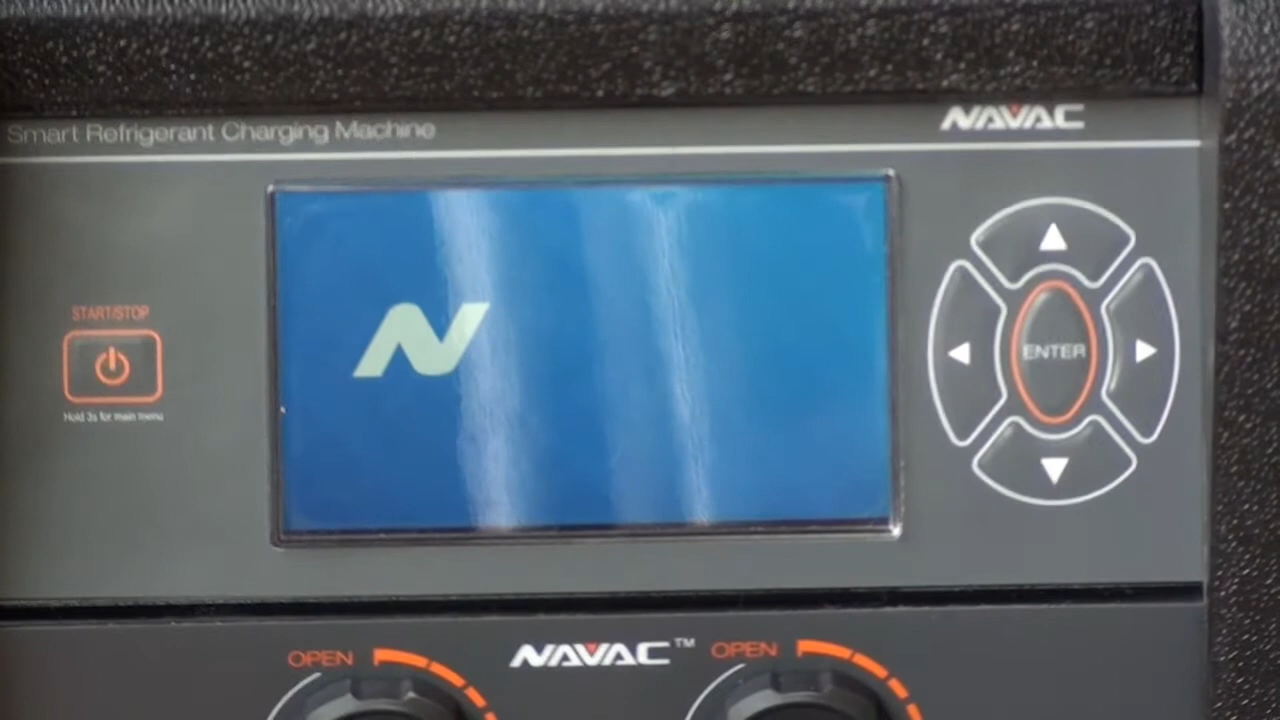 Smart Refrigerant Charging Machine
NAVAC
START/STOP
Hold 3s for main menu
N
ENTER
OPEN
NAVAC™
OPEN